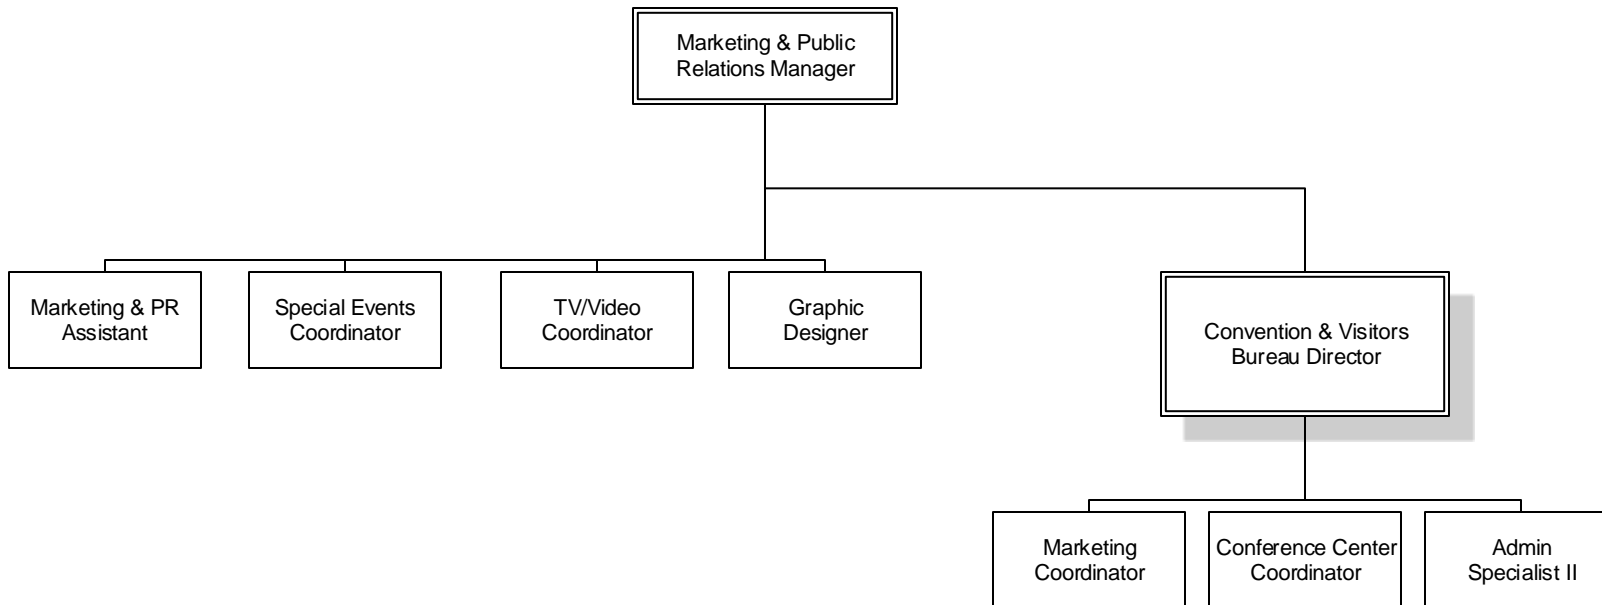 Marketing & Public
Relations Manager
Marketing & PR
Assistant
Special Events
Coordinator
TV/Video
Coordinator
Graphic
Designer
Convention & Visitors
Bureau Director
Marketing
Coordinator
Conference Center
Coordinator
Admin
Specialist II